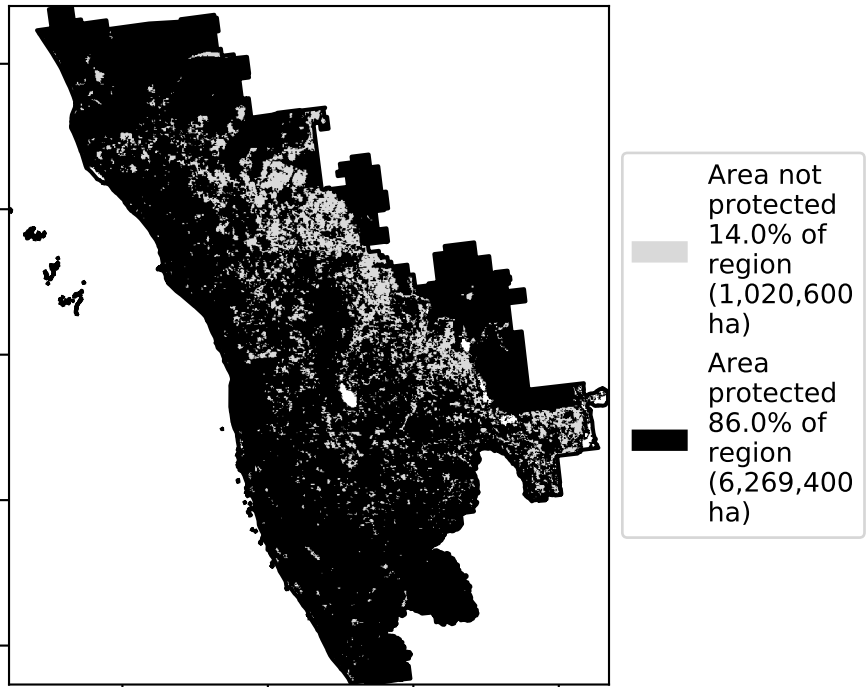 Area not
protected
14.0% of
region
(1,020,600
ha)
Area
protected
86.0% of
region
(6,269,400
ha)